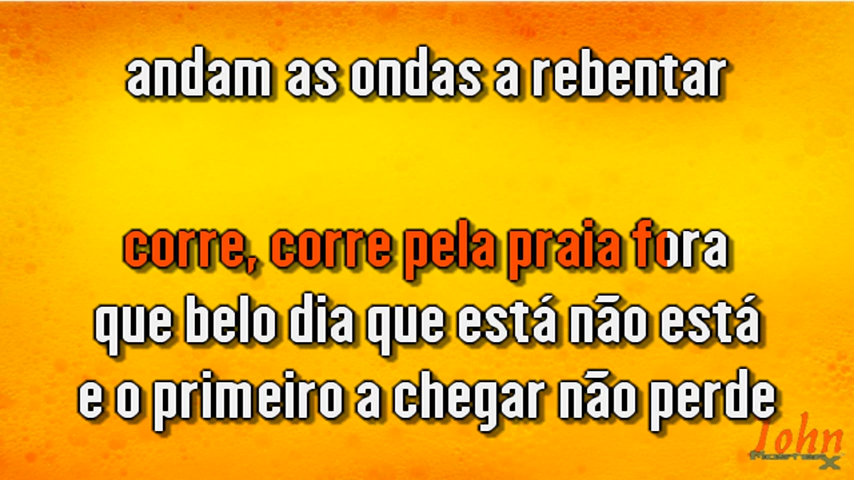 andam as ondas a rebentar
corre, corre pela praia fora
que belo dia que está não está
e o primeiro a chegar não perde
John